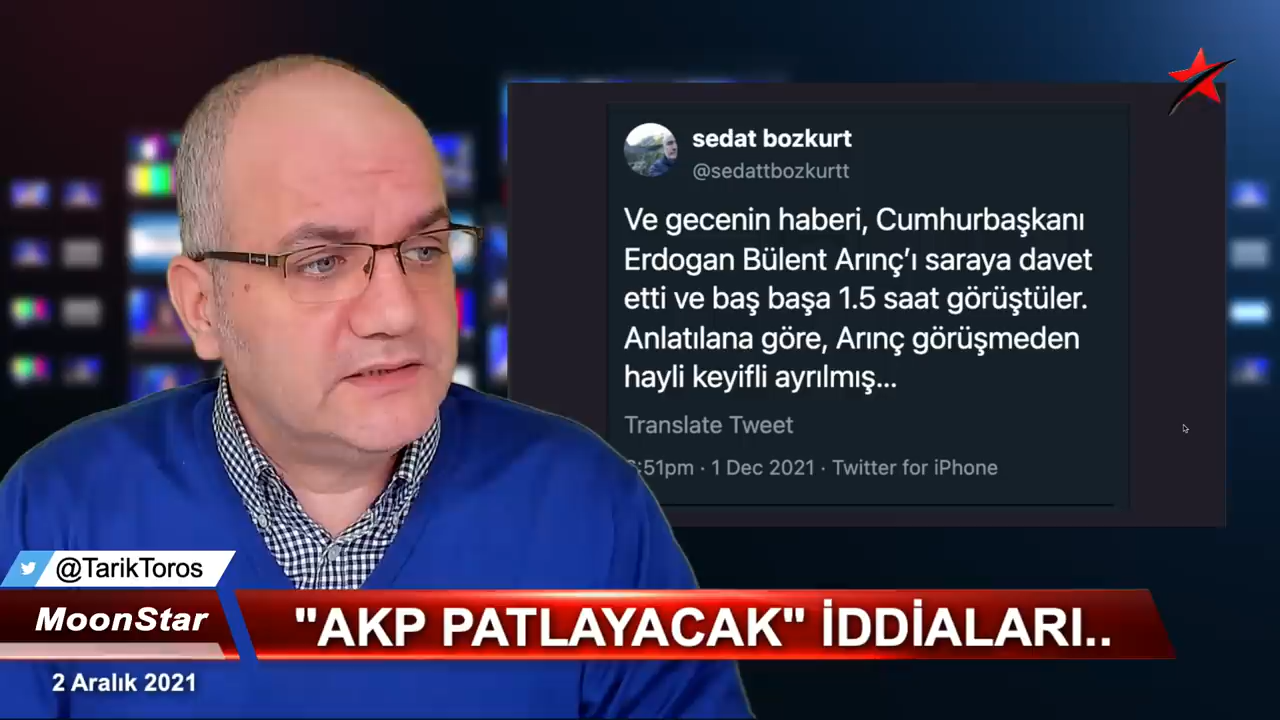 sedat bozkurt
@sedattbozkurtt
Ve gecenin haberi, Cumhurbaşkanı
Erdogan Bülent Arınç’ı saraya davet
etti ve baş başa 1.5 saat görüştüler.
Anlatılana göre, Arınç görüşmeden
hayli keyifli ayrılmış...
Translate Tweet
:51pm · 1 Dec 2021 · Twitter for iPhone
@TarikToros
MoonStar
"AKP PATLAYACAK" İDDİALARI..
2 Aralık 2021